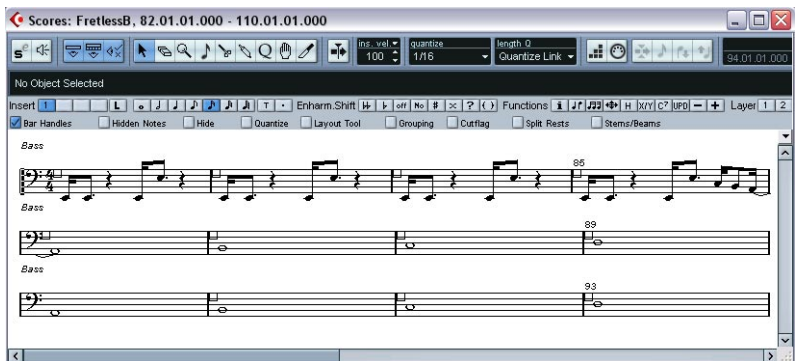 Scores: FretlessB, 82.01.01.000 - 110.01.01.000
ins. vel. quantize length Q
100 1/16 Quantize Link 94.01.01.000
No Object Selected
Insert 1 L T Enharm.Shift off No # × ? ( ) Functions i H X/Y C7 UPD − + Layer 1 2
Bar Handles Hidden Notes Hide Quantize Layout Tool Grouping Cutflag Split Rests Stems/Beams
Bass
85
Bass
89
Bass
93